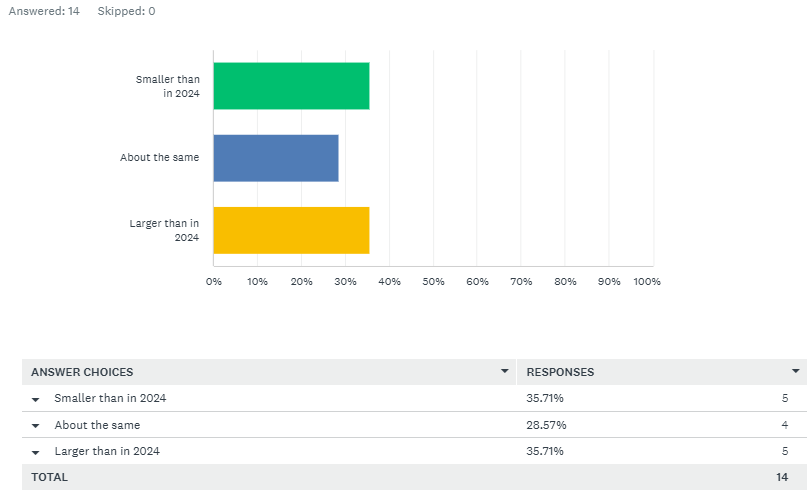 Answered: 14 Skipped: 0
Smaller than
in 2024
About the same
Larger than in
2024
0% 10% 20% 30% 40% 50% 60% 70% 80% 90% 100%
ANSWER CHOICES RESPONSES
Smaller than in 2024 35.71% 5
About the same 28.57% 4
Larger than in 2024 35.71% 5
TOTAL 14